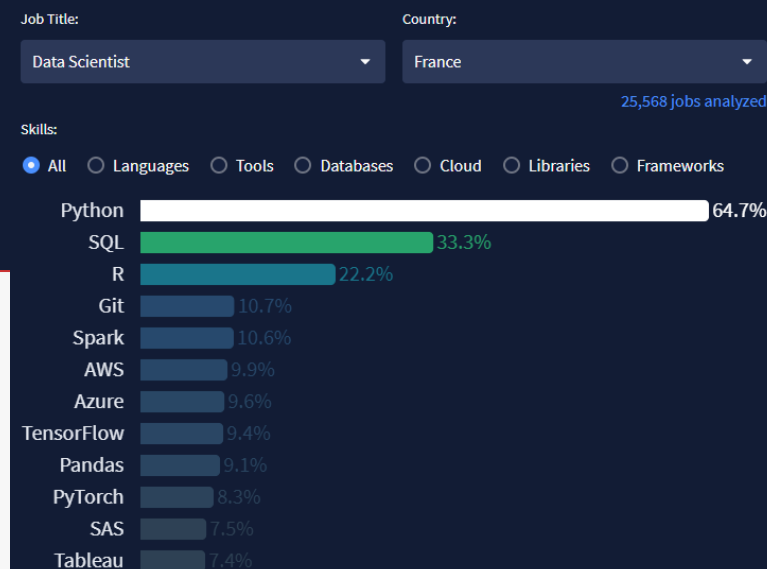 Job Title: Country:
Data Scientist France
25,568 jobs analyzed
Skills:
All Languages Tools Databases Cloud Libraries Frameworks
Python 64.7%
SQL 33.3%
R 22.2%
Git 10.7%
Spark 10.6%
AWS 9.9%
Azure 9.6%
TensorFlow 9.4%
Pandas 9.1%
PyTorch 8.3%
SAS 7.5%
Tableau 7.4%